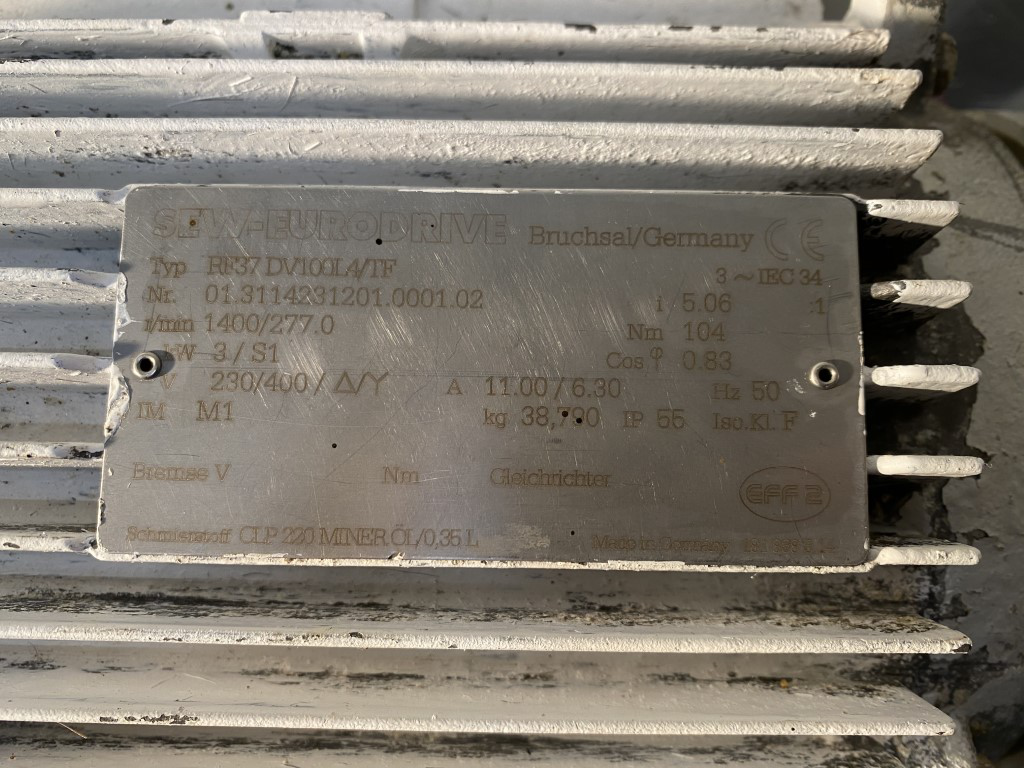 SEW-EURODRIVE Bruchsal/Germany CE
Typ RF37 DV100L4/TF 3 ~ IEC 34
Nr. 01.3114231201.0001.02 i 5.06 :1
r/min 1400/277.0 Nm 104
kW 3 / S1 Cos φ 0.83
V 230/400 / Δ/Y A 11.00 / 6.30 Hz 50
IM M1 kg 38,790 IP 55 Iso.Kl. F
Bremse V Nm Gleichrichter
EFF 2
Schmierstoff CLP 220 MINER.ÖL/0,35 L Made in Germany